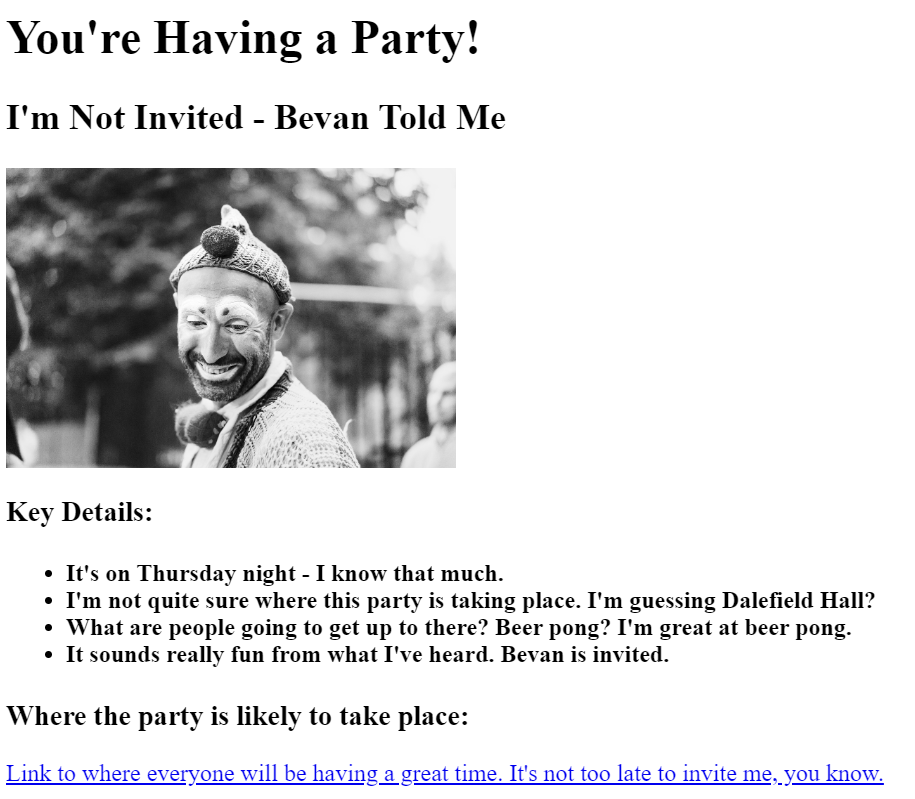 You're Having a Party!
I'm Not Invited - Bevan Told Me
Key Details:
It's on Thursday night - I know that much.
I'm not quite sure where this party is taking place. I'm guessing Dalefield Hall?
What are people going to get up to there? Beer pong? I'm great at beer pong.
It sounds really fun from what I've heard. Bevan is invited.
Where the party is likely to take place:
Link to where everyone will be having a great time. It's not too late to invite me, you know.